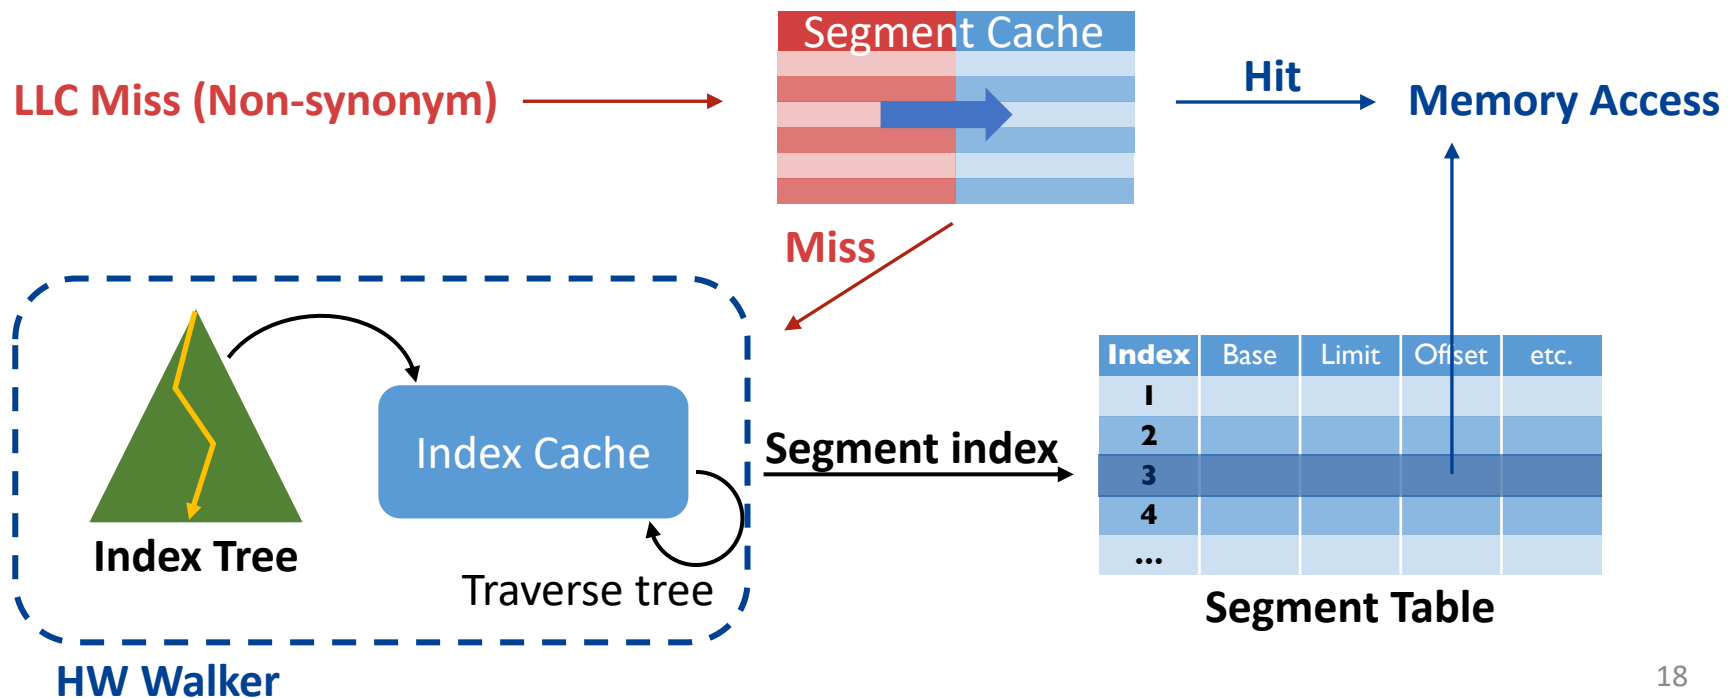 Segment Cache
LLC Miss (Non-synonym)
Hit
Memory Access
Miss
Index Cache
Index Tree
Traverse tree
HW Walker
Segment index
Index Base Limit Offset etc.
1
2
3
4
...
Segment Table
18